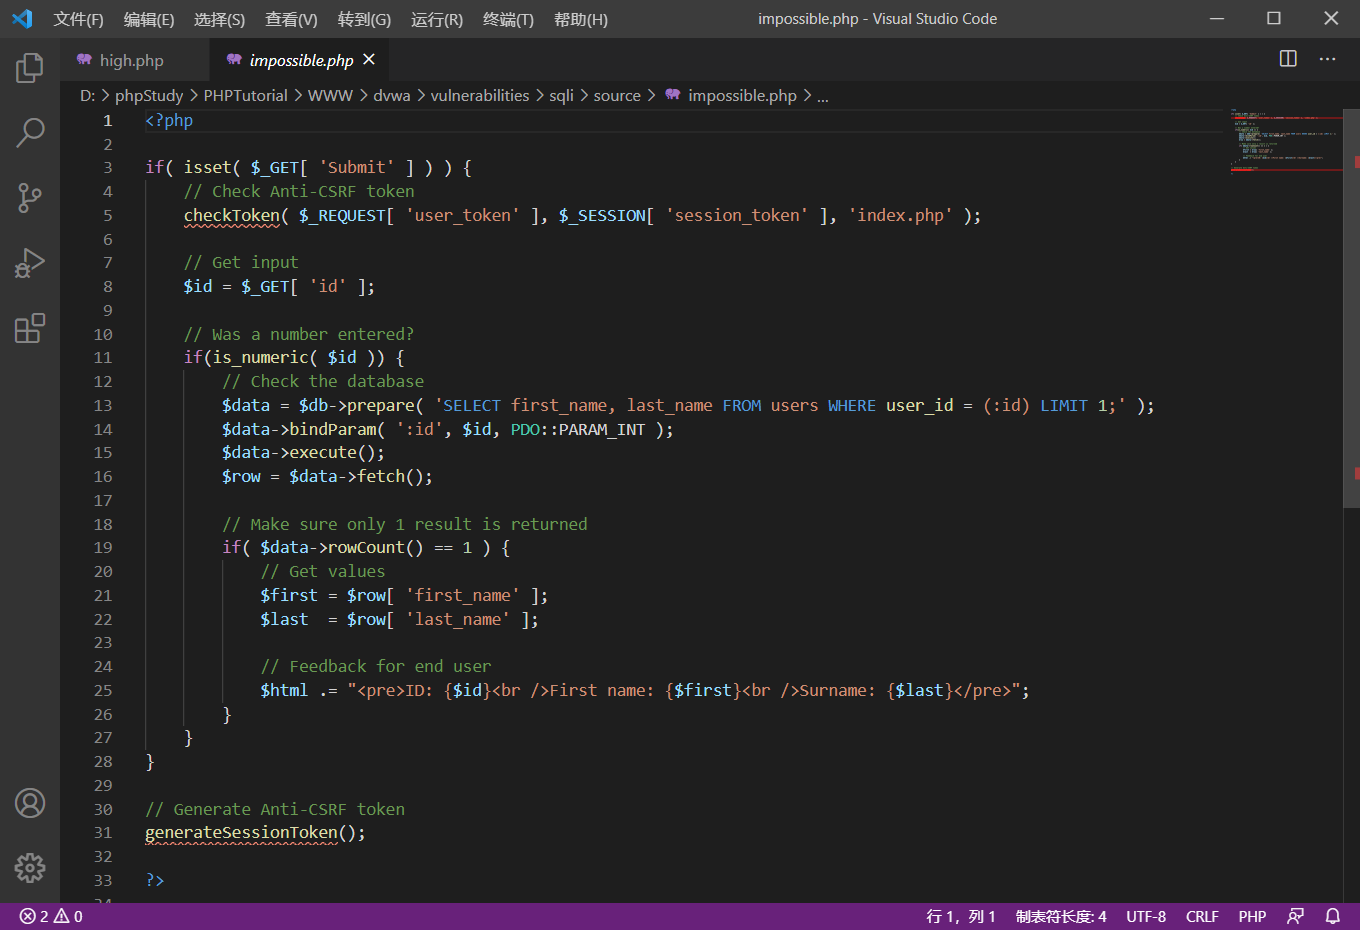 文件(F) 编辑(E) 选择(S) 查看(V) 转到(G) 运行(R) 终端(T) 帮助(H) impossible.php - Visual Studio Code
high.php impossible.php
D: > phpStudy > PHPTutorial > WWW > dvwa > vulnerabilities > sqli > source > impossible.php > ...
1 <?php
2
3 if( isset( $_GET[ 'Submit' ] ) ) {
4 // Check Anti-CSRF token
5 checkToken( $_REQUEST[ 'user_token' ], $_SESSION[ 'session_token' ], 'index.php' );
6
7 // Get input
8 $id = $_GET[ 'id' ];
9
10 // Was a number entered?
11 if(is_numeric( $id )) {
12 // Check the database
13 $data = $db->prepare( 'SELECT first_name, last_name FROM users WHERE user_id = (:id) LIMIT 1;' );
14 $data->bindParam( ':id', $id, PDO::PARAM_INT );
15 $data->execute();
16 $row = $data->fetch();
17
18 // Make sure only 1 result is returned
19 if( $data->rowCount() == 1 ) {
20 // Get values
21 $first = $row[ 'first_name' ];
22 $last  = $row[ 'last_name' ];
23
24 // Feedback for end user
25 $html .= "<pre>ID: {$id}<br />First name: {$first}<br />Surname: {$last}</pre>";
26 }
27 }
28 }
29
30 // Generate Anti-CSRF token
31 generateSessionToken();
32
33 ?>
34
2 0 行 1，列 1 制表符长度: 4 UTF-8 CRLF PHP